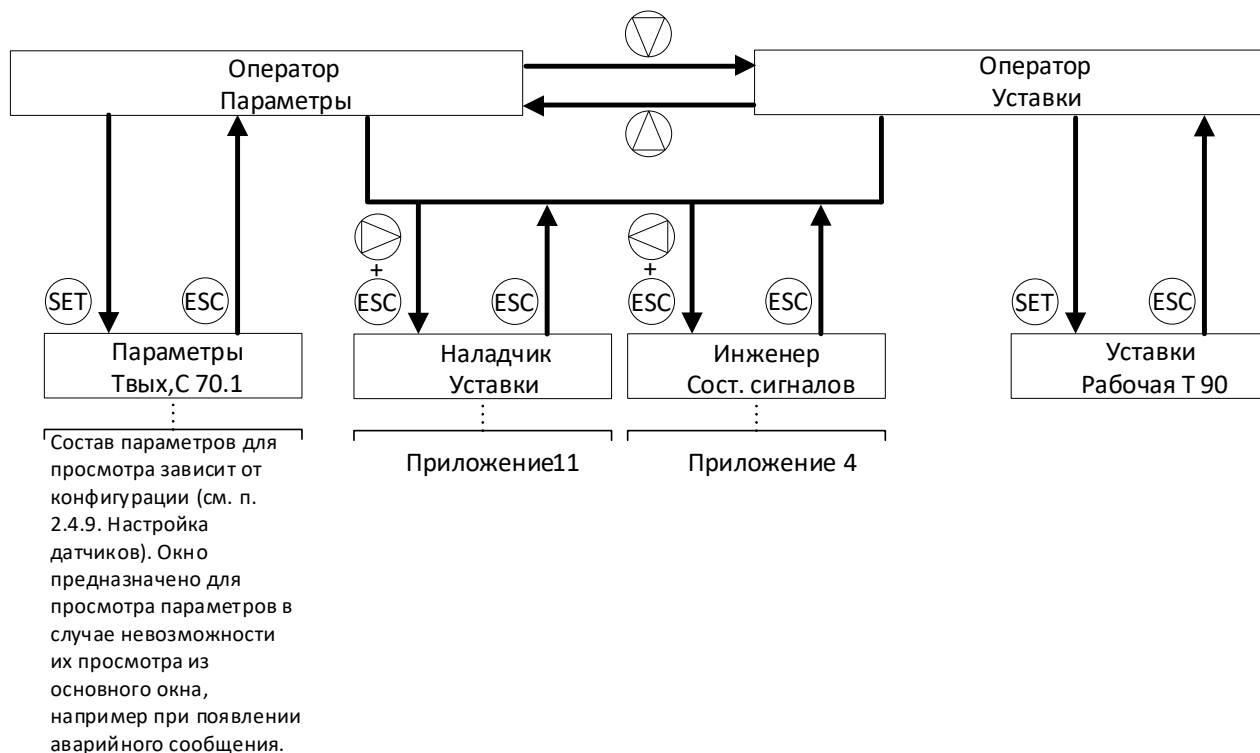 Оператор
Параметры
Оператор
Уставки
+
+
SET
ESC
ESC
ESC
ESC
ESC
SET
ESC
Параметры
Твых,С 70.1
Наладчик
Уставки
Инженер
Сост. сигналов
Уставки
Рабочая Т 90
Состав параметров для
просмотра зависит от
конфигурации (см. п.
2.4.9. Настройка
датчиков). Окно
предназначено для
просмотра параметров в
случае невозможности
их просмотра из
основного окна,
например при появлении
аварийного сообщения.
Приложение11
Приложение 4